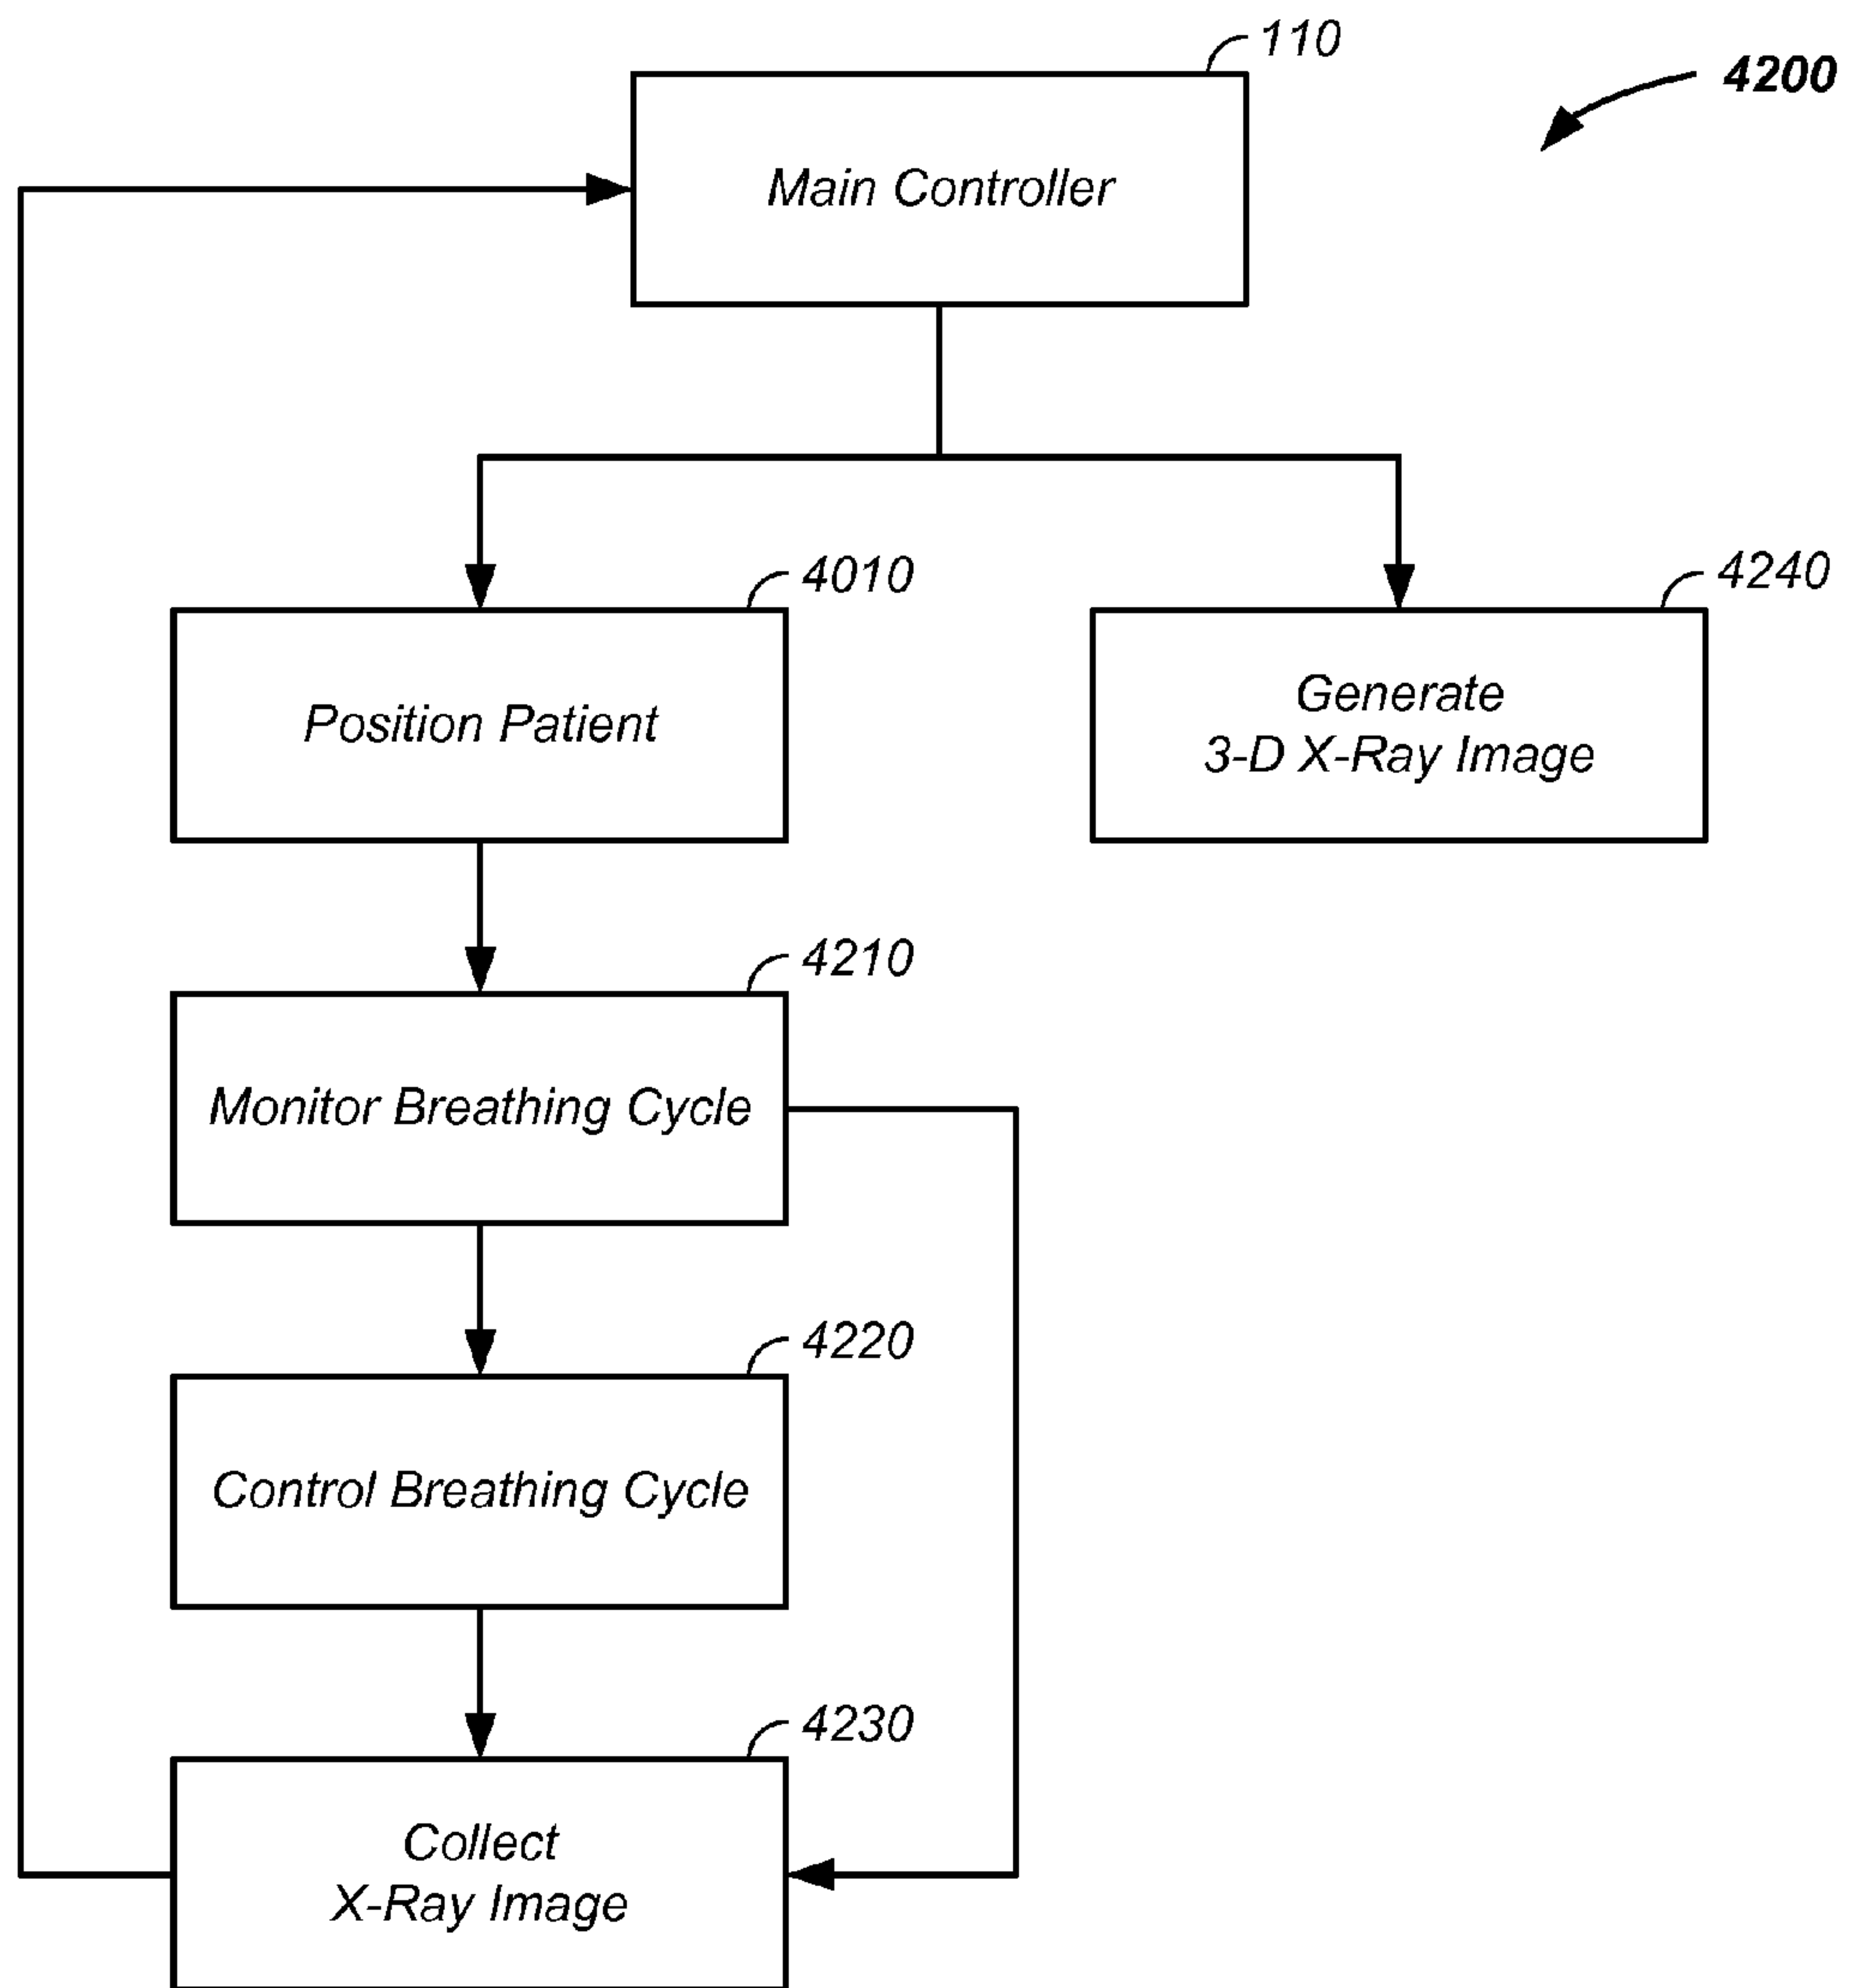 110
4200
Main Controller
4010
4240
Position Patient
Generate
3-D X-Ray Image
4210
Monitor Breathing Cycle
4220
Control Breathing Cycle
4230
Collect
X-Ray Image